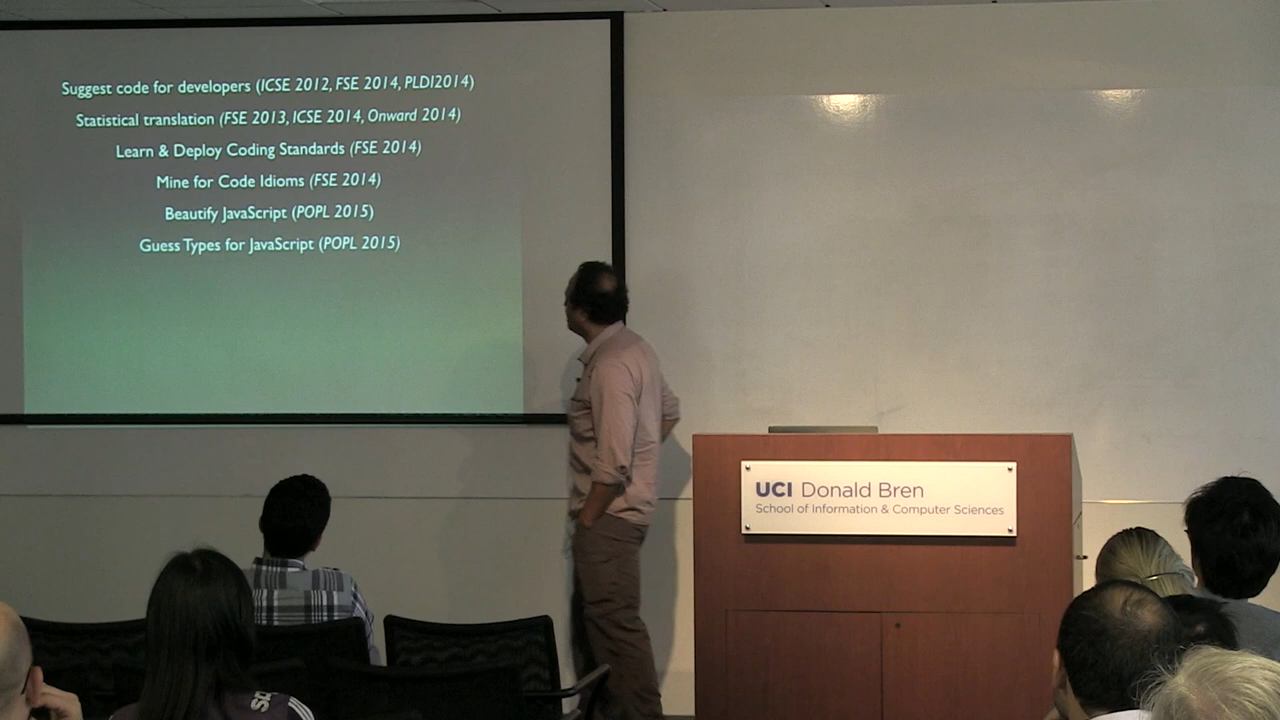 Suggest code for developers (ICSE 2012, FSE 2014, PLDI2014)
Statistical translation (FSE 2013, ICSE 2014, Onward 2014)
Learn & Deploy Coding Standards (FSE 2014)
Mine for Code Idioms (FSE 2014)
Beautify JavaScript (POPL 2015)
Guess Types for JavaScript (POPL 2015)
UCI Donald Bren
School of Information & Computer Sciences